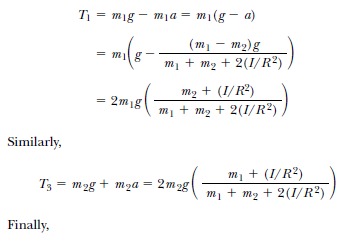 T₁ = m₁g − m₁a = m₁(g − a)
= m₁(g − (m₁ − m₂)g / (m₁ + m₂ + 2(I/R²)))
= 2m₁g((m₂ + (I/R²)) / (m₁ + m₂ + 2(I/R²)))
Similarly,
T₃ = m₂g + m₂a = 2m₂g((m₁ + (I/R²)) / (m₁ + m₂ + 2(I/R²)))
Finally,